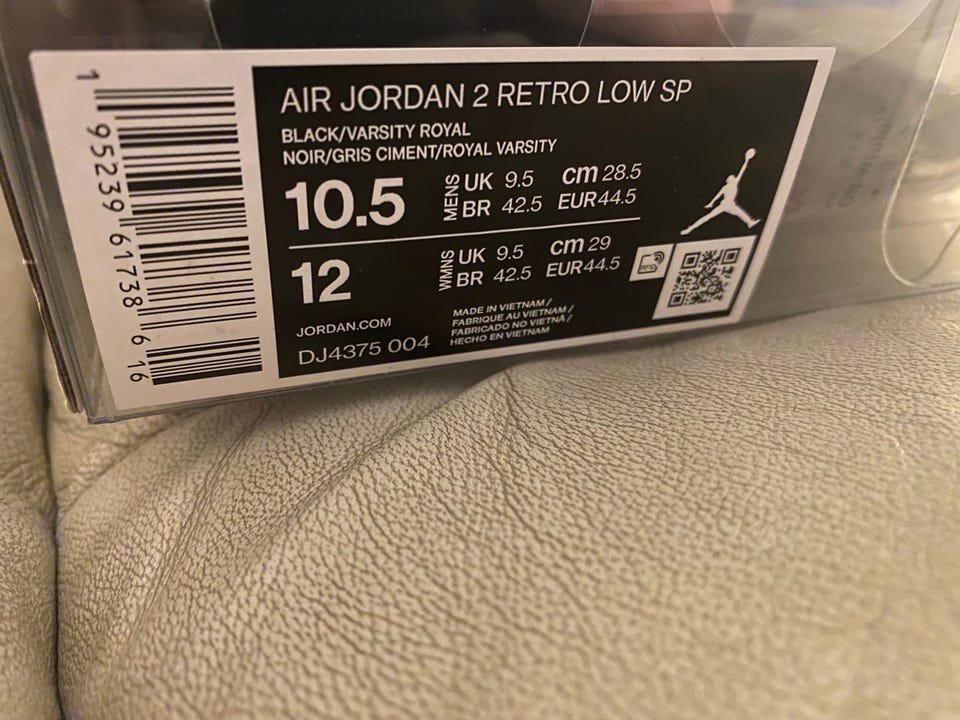 1 95239 61738 6 16
AIR JORDAN 2 RETRO LOW SP
BLACK/VARSITY ROYAL
NOIR/GRIS CIMENT/ROYAL VARSITY
10.5 MENS UK 9.5 cm 28.5
BR 42.5 EUR 44.5
12 WMNS UK 9.5 cm 29
BR 42.5 EUR 44.5
RFID
JORDAN.COM
DJ4375 004
MADE IN VIETNAM /
FABRIQUE AU VIETNAM /
FABRICADO NO VIETNÃ /
HECHO EN VIETNAM